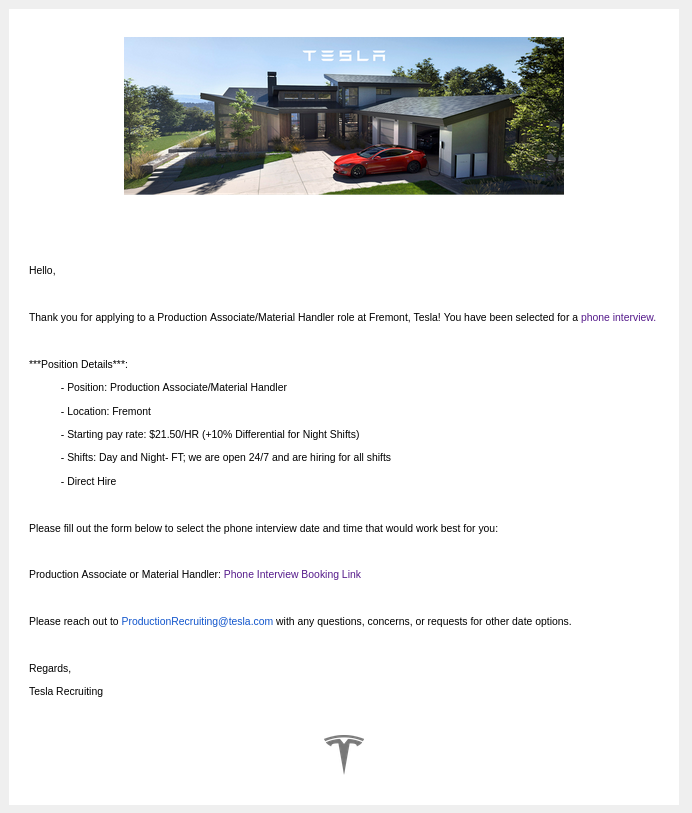 TESLA
Hello,
Thank you for applying to a Production Associate/Material Handler role at Fremont, Tesla! You have been selected for a phone interview.
***Position Details***:
- Position: Production Associate/Material Handler
- Location: Fremont
- Starting pay rate: $21.50/HR (+10% Differential for Night Shifts)
- Shifts: Day and Night- FT; we are open 24/7 and are hiring for all shifts
- Direct Hire
Please fill out the form below to select the phone interview date and time that would work best for you:
Production Associate or Material Handler: Phone Interview Booking Link
Please reach out to ProductionRecruiting@tesla.com with any questions, concerns, or requests for other date options.
Regards,
Tesla Recruiting